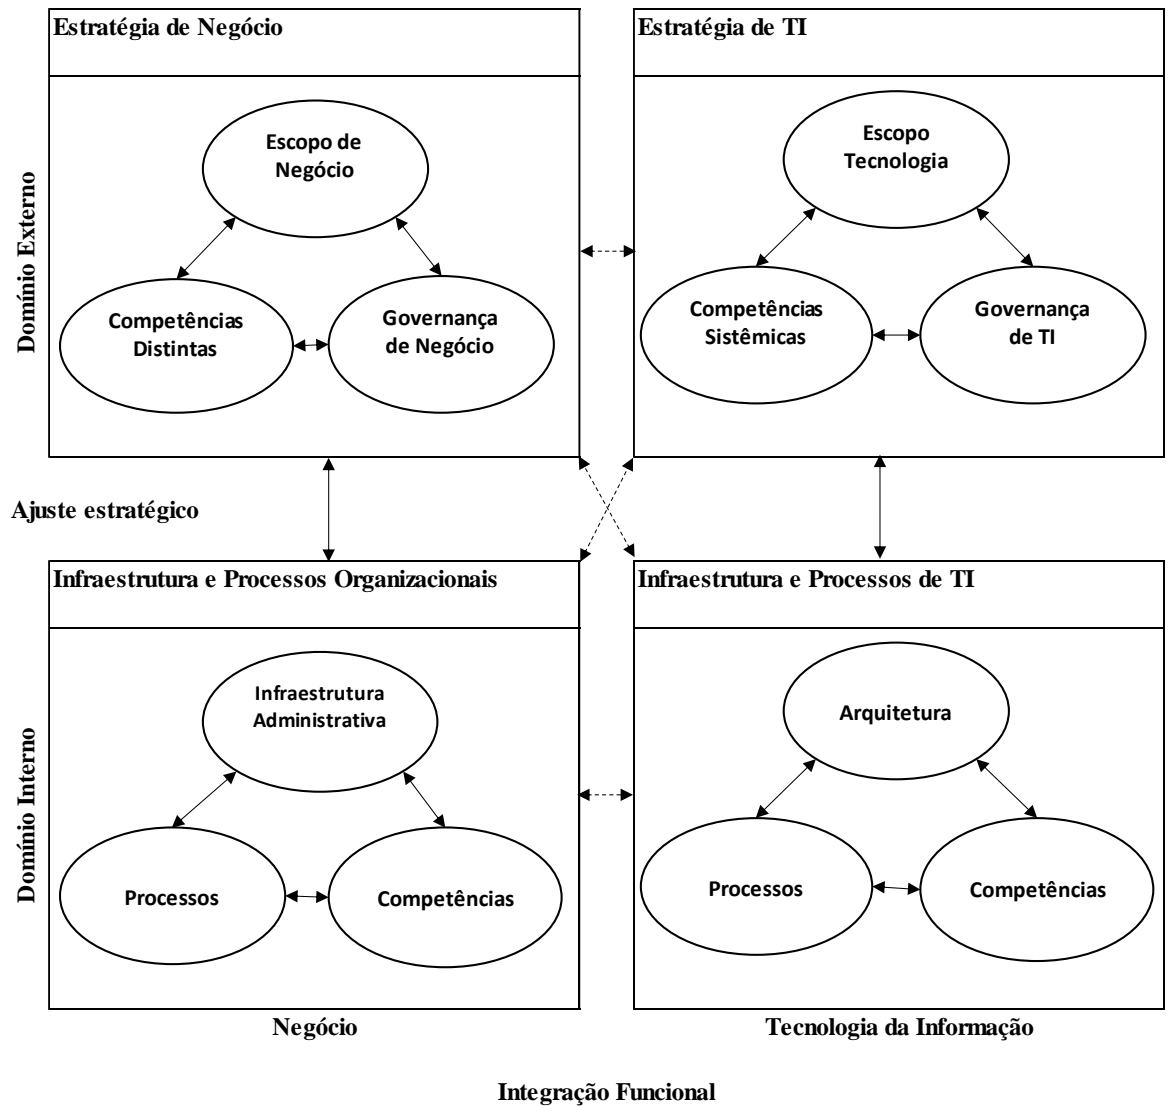 Estratégia de Negócio
Estratégia de TI
Domínio Externo
Escopo de
Negócio
Competências
Distintas
Governança
de Negócio
Escopo
Tecnologia
Competências
Sistêmicas
Governança
de TI
Ajuste estratégico
Infraestrutura e Processos Organizacionais
Infraestrutura e Processos de TI
Domínio Interno
Infraestrutura
Administrativa
Processos
Competências
Arquitetura
Processos
Competências
Negócio
Tecnologia da Informação
Integração Funcional